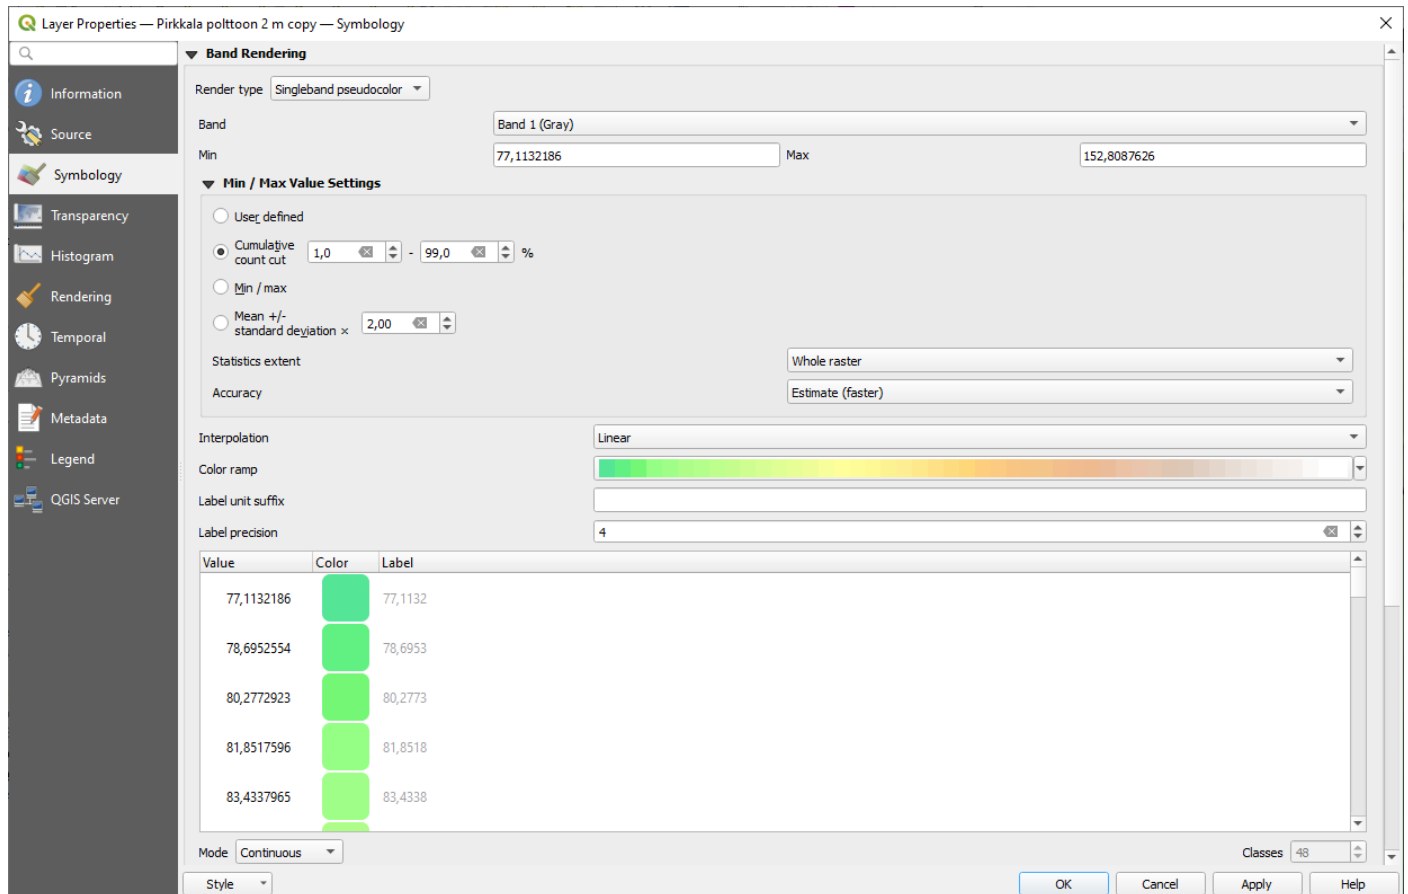 Layer Properties — Pirkkala polttoon 2 m copy — Symbology
Information
Source
Symbology
Transparency
Histogram
Rendering
Temporal
Pyramids
Metadata
Legend
QGIS Server
Band Rendering
Render type Singleband pseudocolor
Band Band 1 (Gray)
Min 77,1132186 Max 152,8087626
Min / Max Value Settings
User defined
Cumulative
count cut 1,0 - 99,0 %
Min / max
Mean +/-
standard deviation × 2,00
Statistics extent Whole raster
Accuracy Estimate (faster)
Interpolation Linear
Color ramp
Label unit suffix
Label precision 4
Value Color Label
77,1132186 77,1132
78,6952554 78,6953
80,2772923 80,2773
81,8517596 81,8518
83,4337965 83,4338
Mode Continuous Classes 48
Style OK Cancel Apply Help